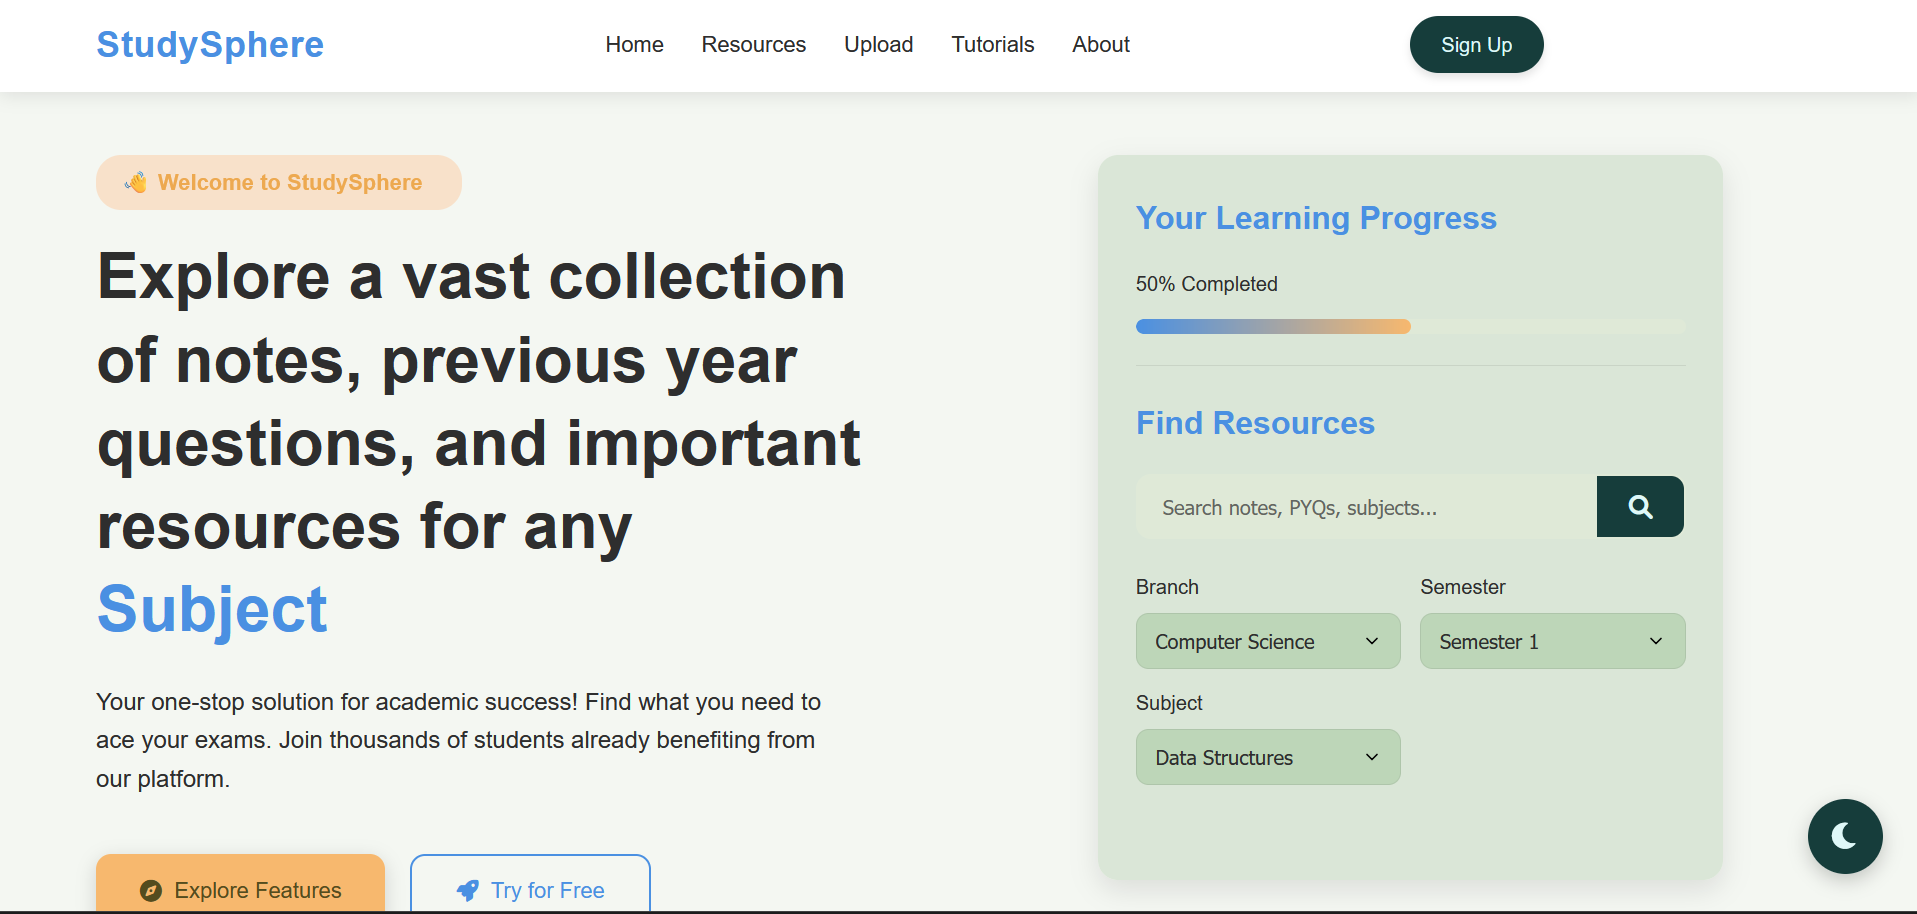 StudySphere
Home Resources Upload Tutorials About
Sign Up
👋 Welcome to StudySphere
Explore a vast collection
of notes, previous year
questions, and important
resources for any
Subject
Your one-stop solution for academic success! Find what you need to
ace your exams. Join thousands of students already benefiting from
our platform.
Explore Features
Try for Free
Your Learning Progress
50% Completed
Find Resources
Search notes, PYQs, subjects...
Branch
Computer Science
Semester
Semester 1
Subject
Data Structures